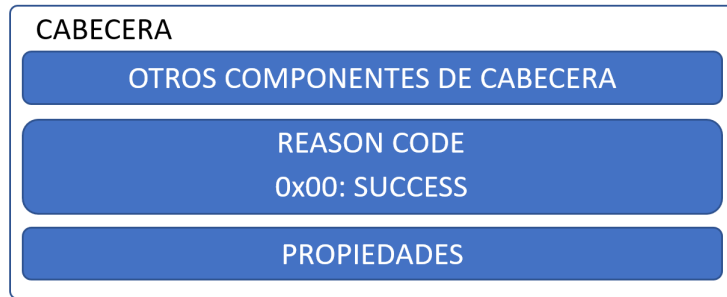 CABECERA
OTROS COMPONENTES DE CABECERA
REASON CODE
0x00: SUCCESS
PROPIEDADES